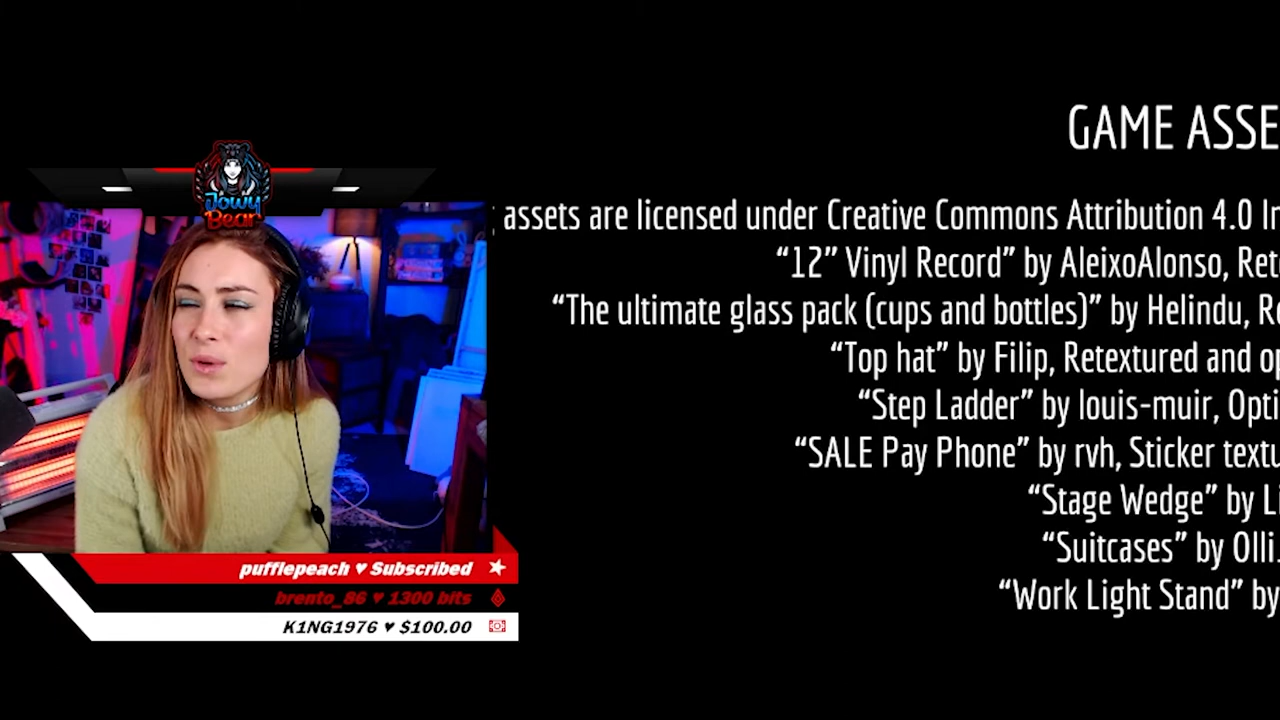 GAME ASSE
Jowy
Bear
assets are licensed under Creative Commons Attribution 4.0 In
“12” Vinyl Record” by AleixoAlonso, Rete
“The ultimate glass pack (cups and bottles)” by Helindu, Re
“Top hat” by Filip, Retextured and op
“Step Ladder” by louis-muir, Opti
“SALE Pay Phone” by rvh, Sticker textu
“Stage Wedge” by Li
“Suitcases” by Olli
“Work Light Stand” by
pufflepeach ♥ Subscribed
brento_86 ♥ 1300 bits
K1NG1976 ♥ $100.00